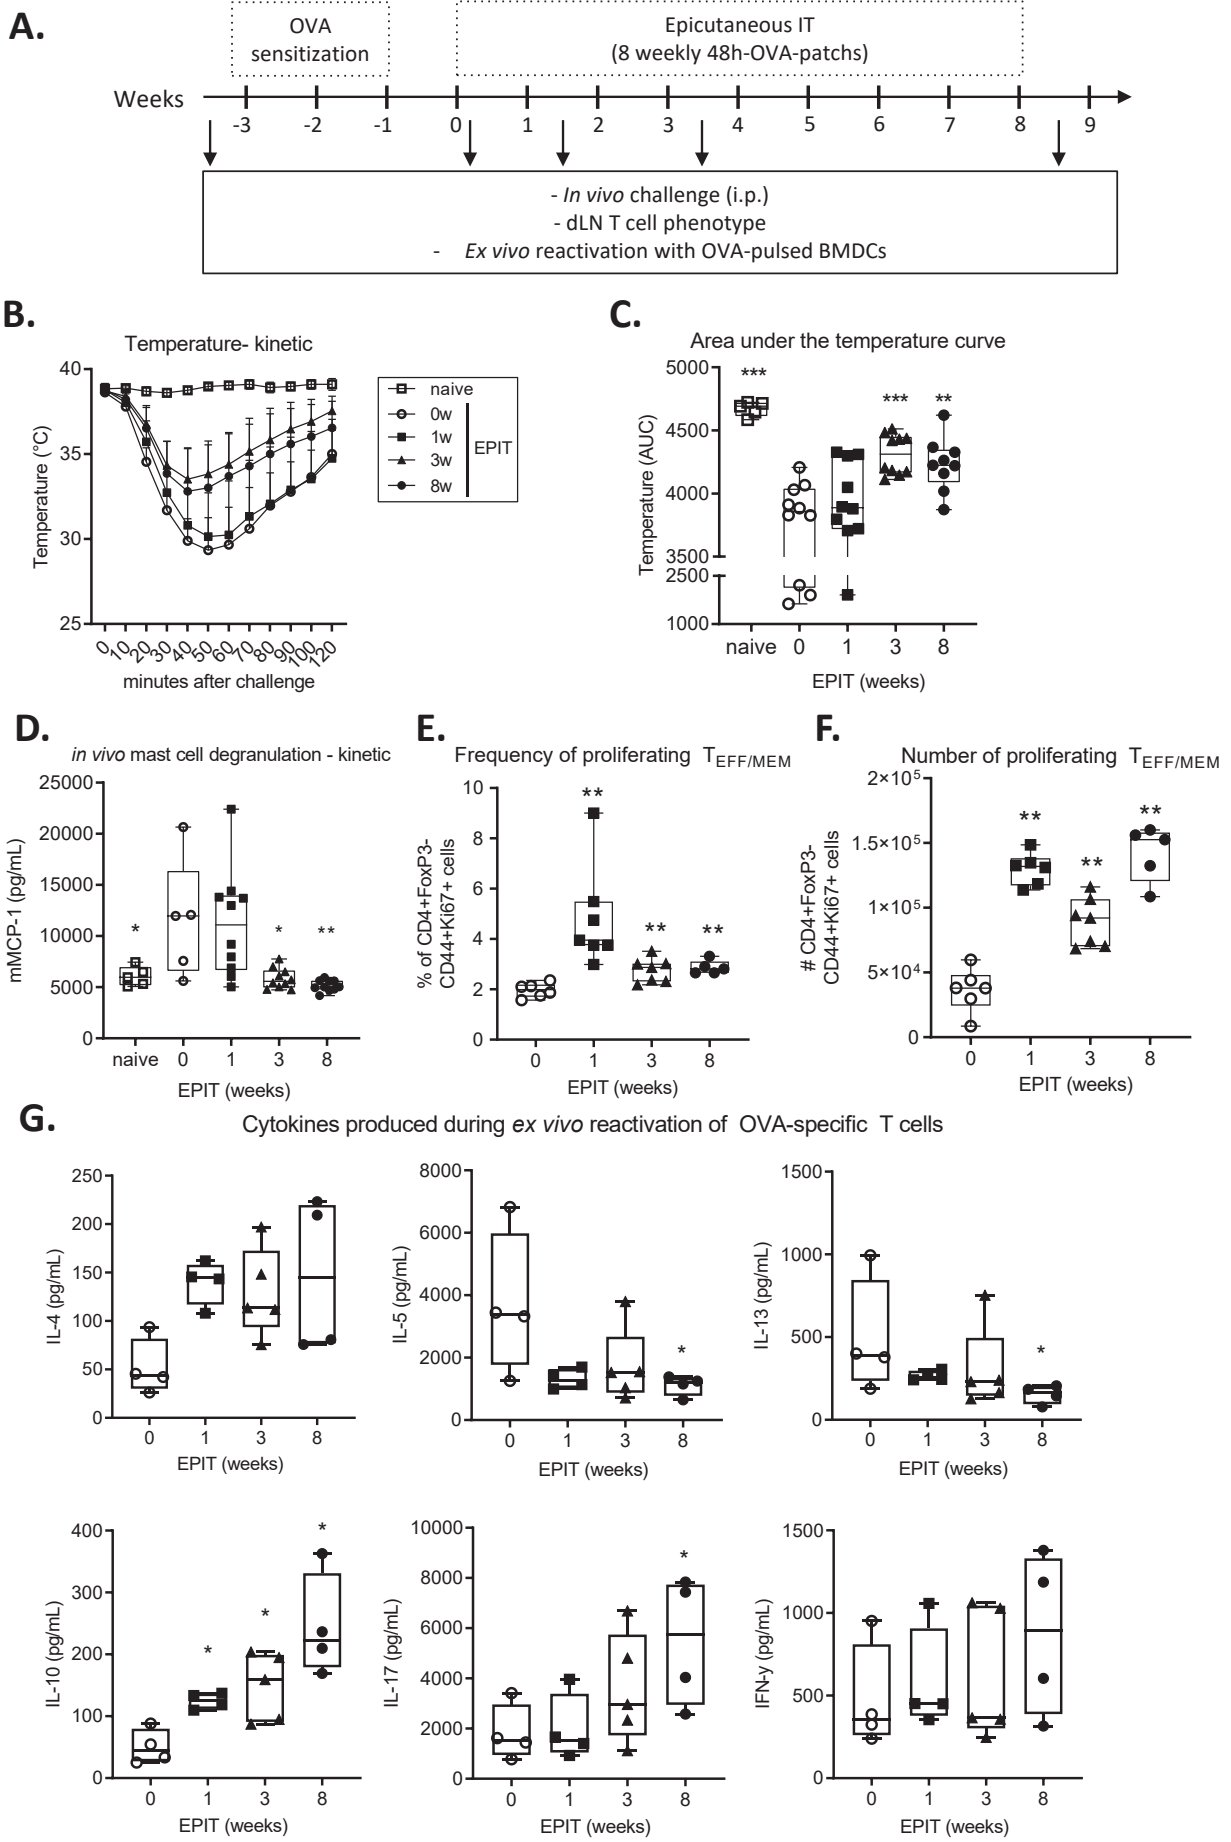 A.
OVA
sensitization
Epicutaneous IT
(8 weekly 48h-OVA-patchs)
Weeks
-3 -2 -1 0 1 2 3 4 5 6 7 8 9
- In vivo challenge (i.p.)
- dLN T cell phenotype
- Ex vivo reactivation with OVA-pulsed BMDCs
B.
Temperature- kinetic
Temperature (°C)
40
35
30
25
0 10 20 30 40 50 60 70 80 90 100 120
minutes after challenge
naive
0w
1w
3w
8w
EPIT
C.
Area under the temperature curve
Temperature (AUC)
5000
4500
4000
3500
2500
1000
*** *** **
naive 0 1 3 8
EPIT (weeks)
D.
in vivo mast cell degranulation - kinetic
mMCP-1 (pg/mL)
25000
20000
15000
10000
5000
0
* * **
naive 0 1 3 8
EPIT (weeks)
E.
Frequency of proliferating TEFF/MEM
% of CD4+FoxP3-
CD44+Ki67+ cells
10
8
6
4
2
0
** ** **
0 1 3 8
EPIT (weeks)
F.
Number of proliferating TEFF/MEM
# CD4+FoxP3-
CD44+Ki67+ cells
2×10⁵
1.5×10⁵
1×10⁵
5×10⁴
0
** ** **
0 1 3 8
EPIT (weeks)
G.
Cytokines produced during ex vivo reactivation of OVA-specific T cells
IL-4 (pg/mL)
250
200
150
100
50
0
0 1 3 8
EPIT (weeks)
IL-5 (pg/mL)
8000
6000
4000
2000
0
*
0 1 3 8
EPIT (weeks)
IL-13 (pg/mL)
1500
1000
500
0
*
0 1 3 8
EPIT (weeks)
IL-10 (pg/mL)
400
300
200
100
0
* * *
0 1 3 8
EPIT (weeks)
IL-17 (pg/mL)
10000
8000
6000
4000
2000
0
*
0 1 3 8
EPIT (weeks)
IFN-y (pg/mL)
1500
1000
500
0
0 1 3 8
EPIT (weeks)